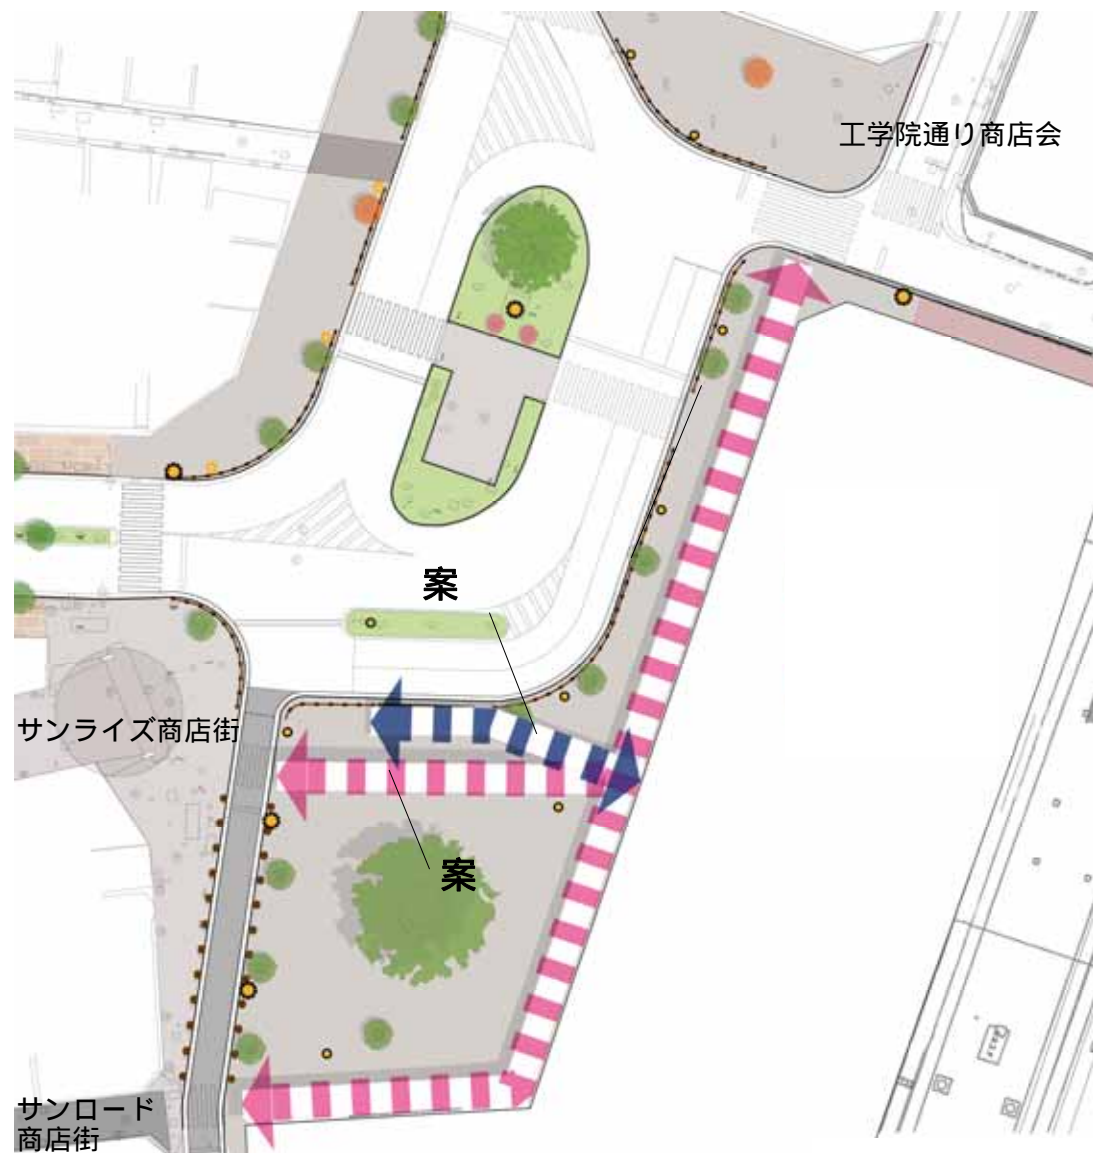 工学院通り商店会
案
サンライズ商店街
案
サンロード
商店街